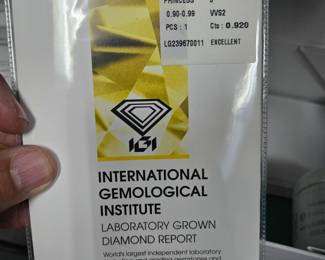 PRINCESS J
0.90-0.99 VVS2
PCS : 1 Cts : 0.920
LG239670011 EXCELLENT
IGI
INTERNATIONAL
GEMOLOGICAL
INSTITUTE
LABORATORY GROWN
DIAMOND REPORT
World's largest independent laboratory